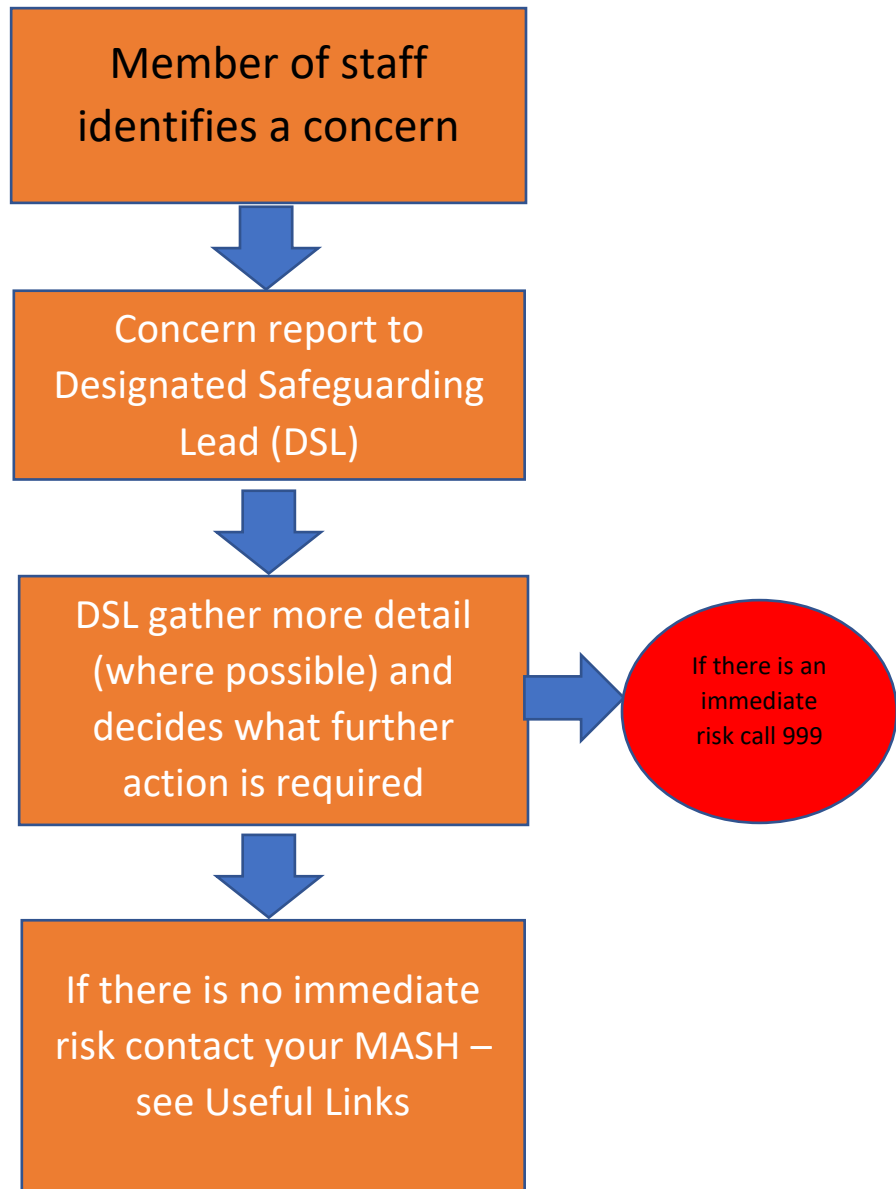 Member of staff
identifies a concern
Concern report to
Designated Safeguarding
Lead (DSL)
DSL gather more detail
(where possible) and
decides what further
action is required
If there is an
immediate
risk call 999
If there is no immediate
risk contact your MASH –
see Useful Links